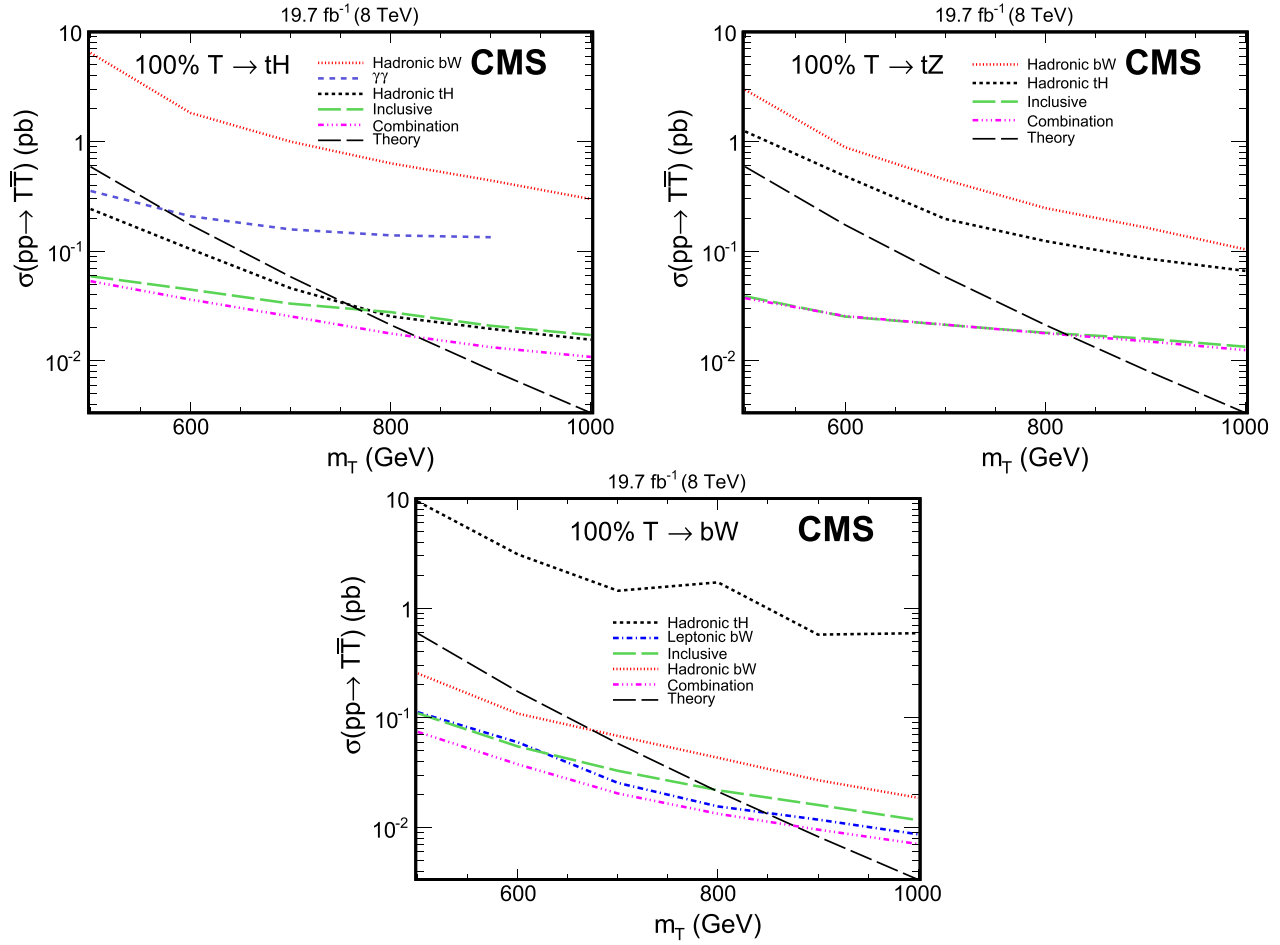 19.7 fb⁻¹ (8 TeV)
100% T → tH
CMS
Hadronic bW
γγ
Hadronic tH
Inclusive
Combination
Theory
σ(pp→ TT̅) (pb)
10
1
10⁻¹
10⁻²
600
800
1000
m_T (GeV)
19.7 fb⁻¹ (8 TeV)
100% T → tZ
CMS
Hadronic bW
Hadronic tH
Inclusive
Combination
Theory
σ(pp→ TT̅) (pb)
10
1
10⁻¹
10⁻²
600
800
1000
m_T (GeV)
19.7 fb⁻¹ (8 TeV)
100% T → bW
CMS
Hadronic tH
Leptonic bW
Inclusive
Hadronic bW
Combination
Theory
σ(pp→ TT̅) (pb)
10
1
10⁻¹
10⁻²
600
800
1000
m_T (GeV)